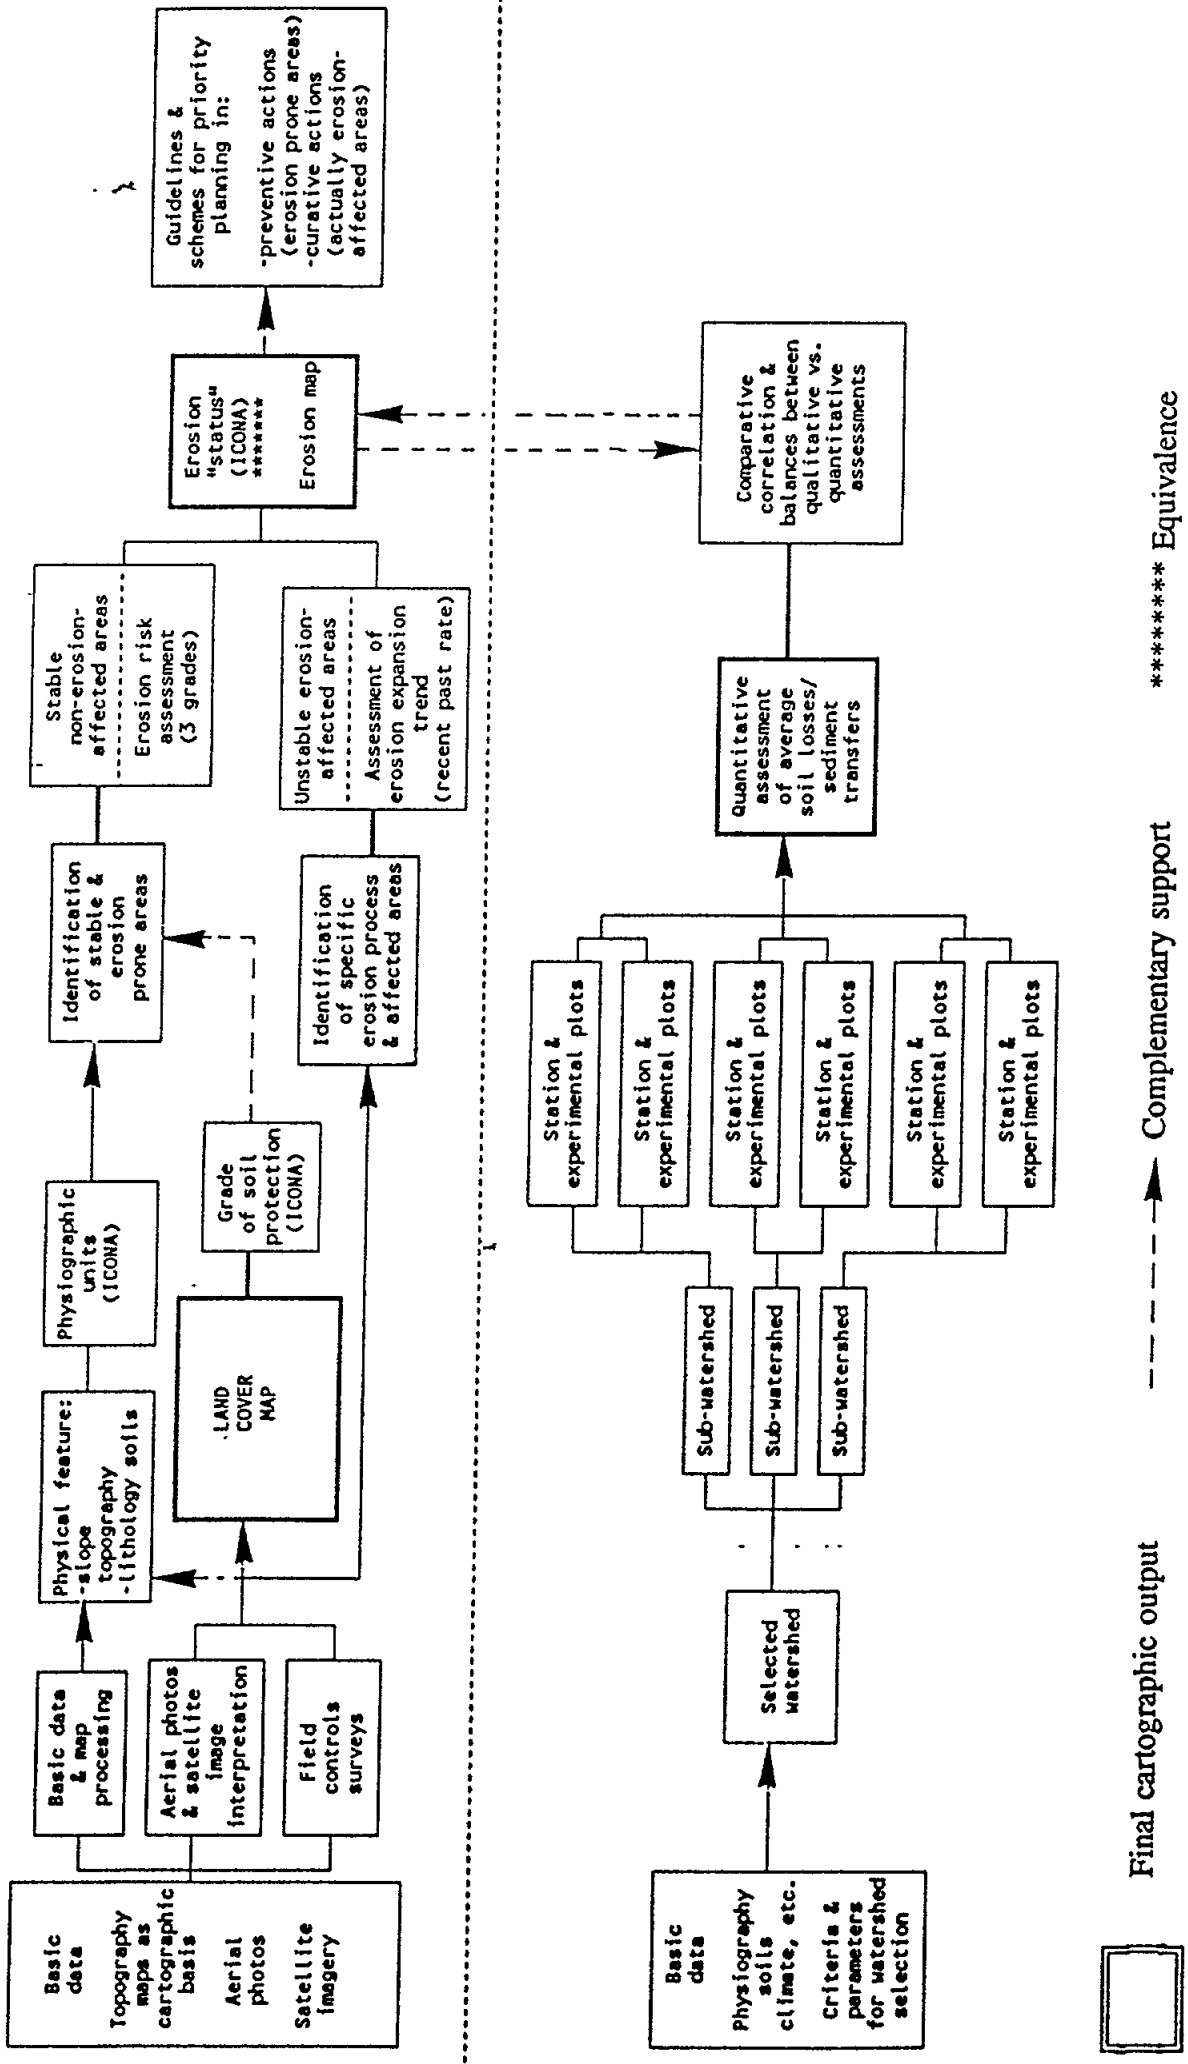 Basic
data
Topography
maps as
cartographic
basis
Aerial
photos
Satellite
imagery
Basic data
& map
processing
Aerial photos
& satellite
image
interpretation
Field
controls
surveys
Physical feature:
-slope
topography
-lithology soils
LAND
COVER
MAP
Physiographic
units
(ICONA)
Grade
of soil
protection
(ICONA)
Identification
of stable &
erosion
prone areas
Identification
of specific
erosion process
& affected areas
Stable
non-erosion-
affected areas
Erosion risk
assessment
(3 grades)
Unstable erosion-
affected areas
Assessment of
erosion expansion
trend
(recent past rate)
Erosion
"status"
(ICONA)
*******
Erosion map
Guidelines &
schemes for priority
planning in:
-preventive actions
(erosion prone areas)
-curative actions
(actually erosion-
affected areas)
Basic
data
Physiography
soils
climate, etc.
Criteria &
parameters
for watershed
selection
Selected
watershed
Sub-watershed
Sub-watershed
Sub-watershed
Station &
experimental plots
Station &
experimental plots
Station &
experimental plots
Station &
experimental plots
Station &
experimental plots
Station &
experimental plots
Quantitative
assessment
of average
soil losses/
sediment
transfers
Comparative
correlation &
balances between
qualitative vs.
quantitative
assessments
Final cartographic output
Complementary support
******** Equivalence